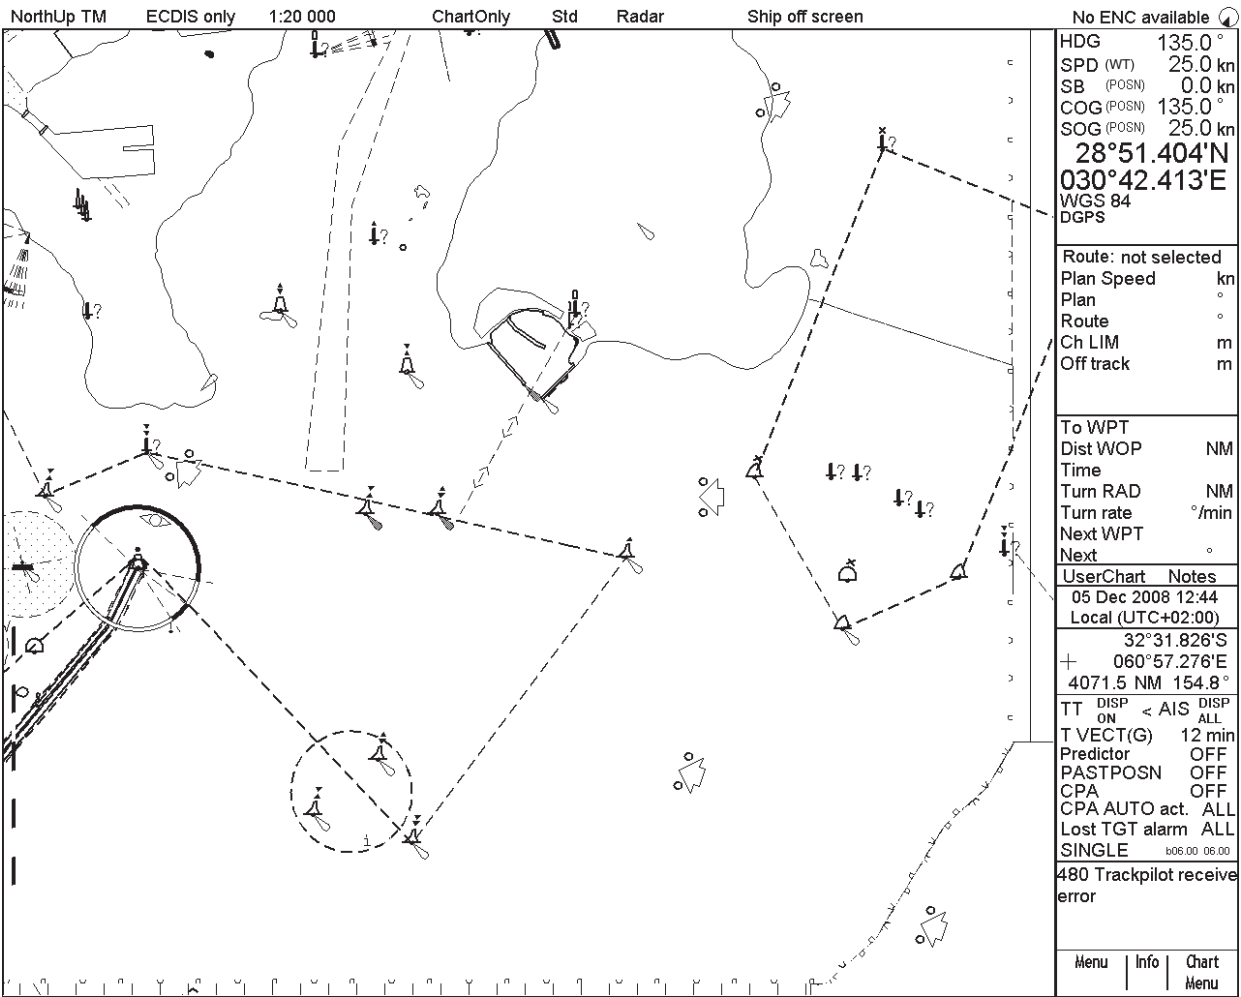 NorthUp TM ECDIS only 1:20 000 ChartOnly Std Radar Ship off screen No ENC available
HDG 135.0 °
SPD (WT) 25.0 kn
SB (POSN) 0.0 kn
COG (POSN) 135.0 °
SOG (POSN) 25.0 kn
28°51.404'N
030°42.413'E
WGS 84
DGPS
Route: not selected
Plan Speed kn
Plan °
Route °
Ch LIM m
Off track m
To WPT
Dist WOP NM
Time
Turn RAD NM
Turn rate °/min
Next WPT
Next °
UserChart Notes
05 Dec 2008 12:44
Local (UTC+02:00)
32°31.826'S
060°57.276'E
4071.5 NM 154.8°
TT DISP ON < AIS DISP ALL
T VECT(G) 12 min
Predictor OFF
PASTPOSN OFF
CPA OFF
CPA AUTO act. ALL
Lost TGT alarm ALL
SINGLE b06.00 06.00
480 Trackpilot receive
error
Menu Info Chart
Menu
?
?
?
?
?
?
?
?
?
?
?
?
?
i